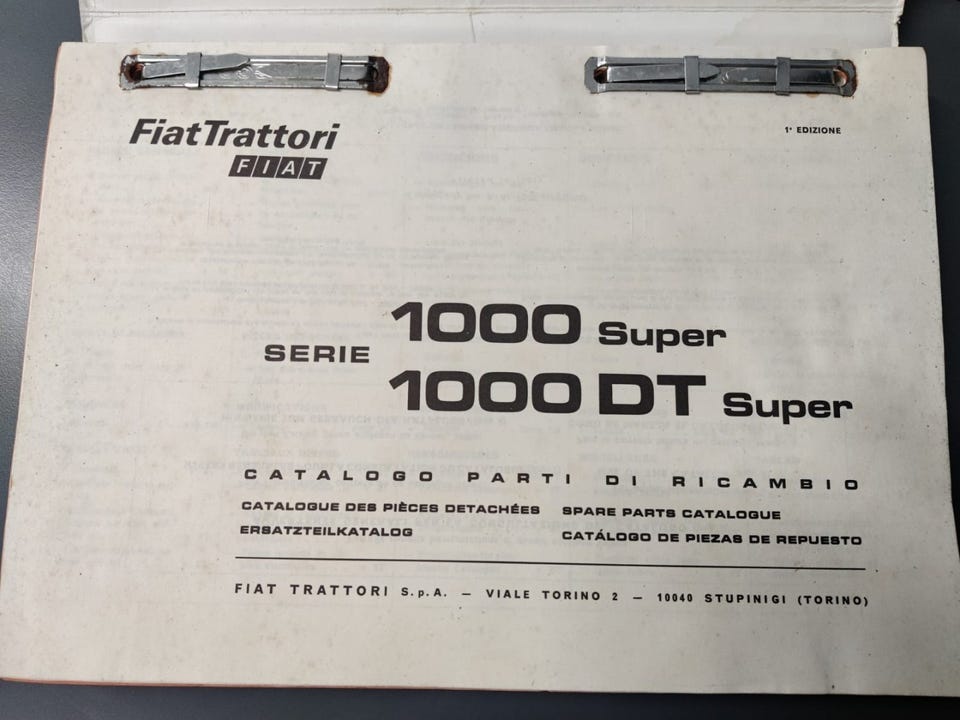 FiatTrattori
FIAT
1ª EDIZIONE
SERIE
1000 Super
1000 DT Super
CATALOGO PARTI DI RICAMBIO
CATALOGUE DES PIÈCES DETACHÉES
SPARE PARTS CATALOGUE
ERSATZTEILKATALOG
CATÁLOGO DE PIEZAS DE REPUESTO
FIAT TRATTORI S.p.A. — VIALE TORINO 2 — 10040 STUPINIGI (TORINO)